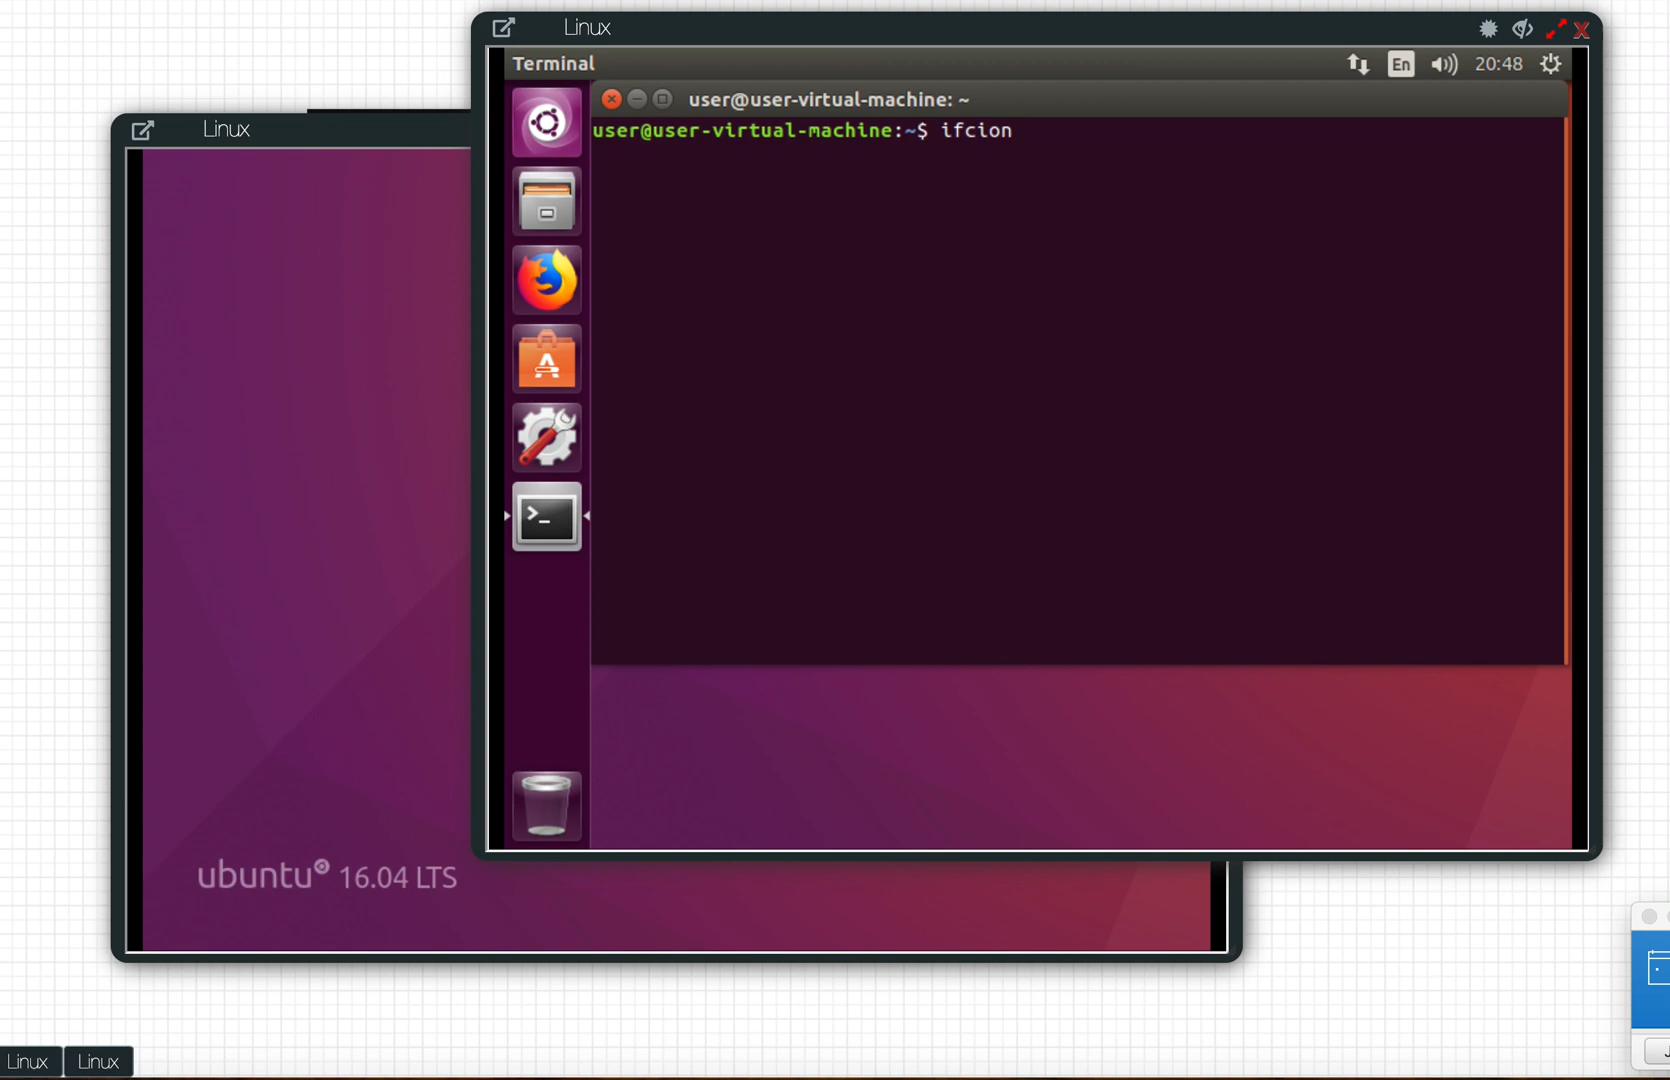 Linux
Terminal
En
20:48
user@user-virtual-machine: ~
user@user-virtual-machine:~$ ifcion
Linux
ubuntu® 16.04 LTS
Linux
Linux